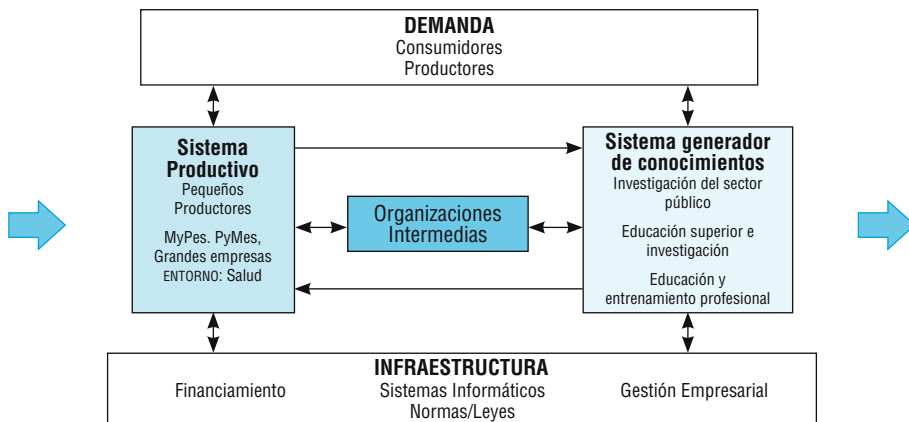 DEMANDA
Consumidores
Productores
Sistema
Productivo
Pequeños
Productores
MyPes. PyMes,
Grandes empresas
ENTORNO: Salud
Organizaciones
Intermedias
Sistema generador
de conocimientos
Investigación del sector
público
Educación superior e
investigación
Educación y
entrenamiento profesional
INFRAESTRUCTURA
Financiamiento
Sistemas Informáticos
Normas/Leyes
Gestión Empresarial